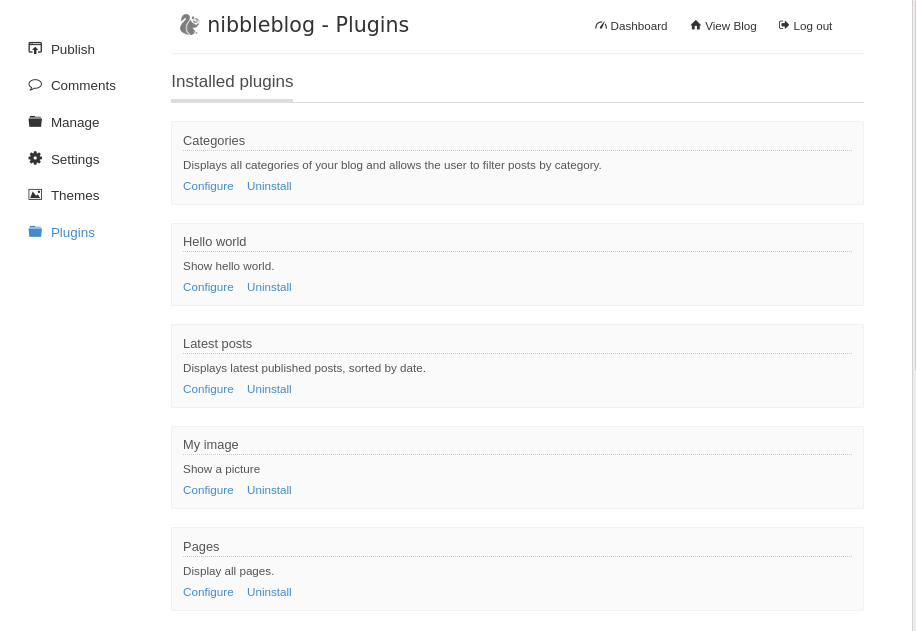 nibbleblog - Plugins
Dashboard View Blog Log out
Publish
Comments
Manage
Settings
Themes
Plugins
Installed plugins
Categories
Displays all categories of your blog and allows the user to filter posts by category.
Configure Uninstall
Hello world
Show hello world.
Configure Uninstall
Latest posts
Displays latest published posts, sorted by date.
Configure Uninstall
My image
Show a picture
Configure Uninstall
Pages
Display all pages.
Configure Uninstall